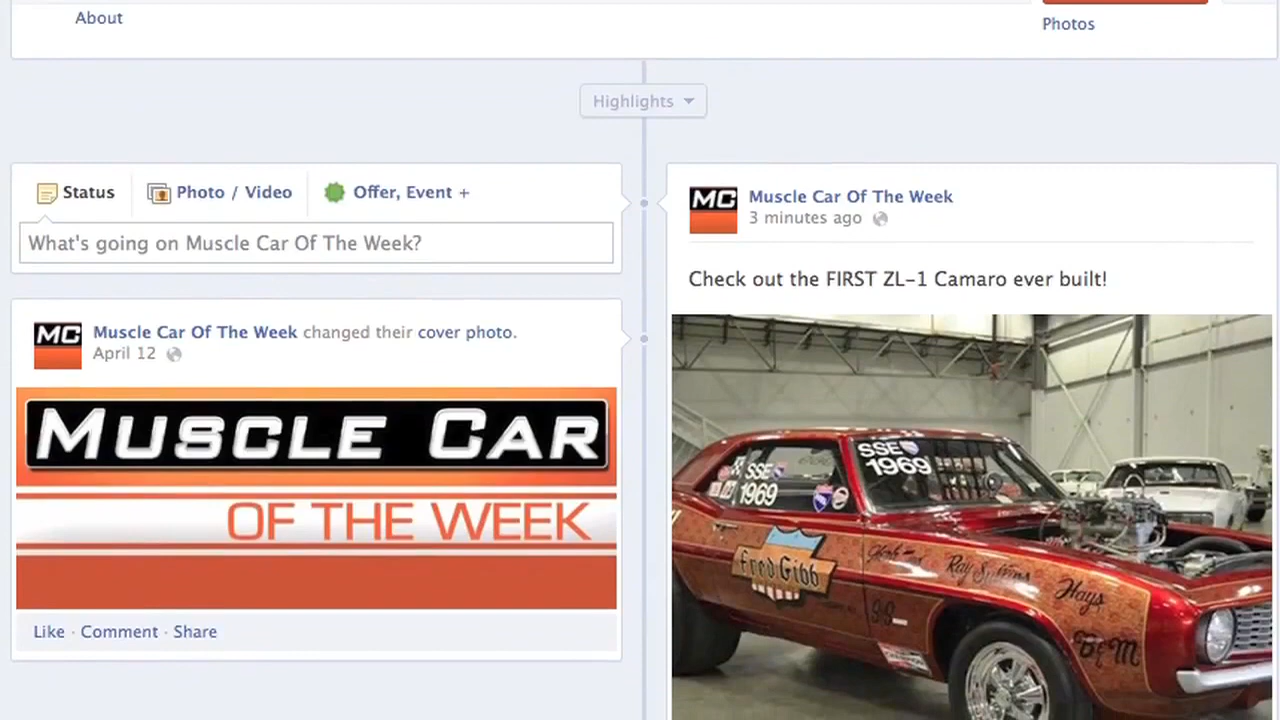 About
Photos
Highlights
Status
Photo / Video
Offer, Event +
What's going on Muscle Car Of The Week?
MC
Muscle Car Of The Week changed their cover photo.
April 12
MUSCLE CAR
OF THE WEEK
Like · Comment · Share
MC
Muscle Car Of The Week
3 minutes ago
Check out the FIRST ZL-1 Camaro ever built!
SSE
1969
SSE
1969
Fred Gibb
Hays
B&M